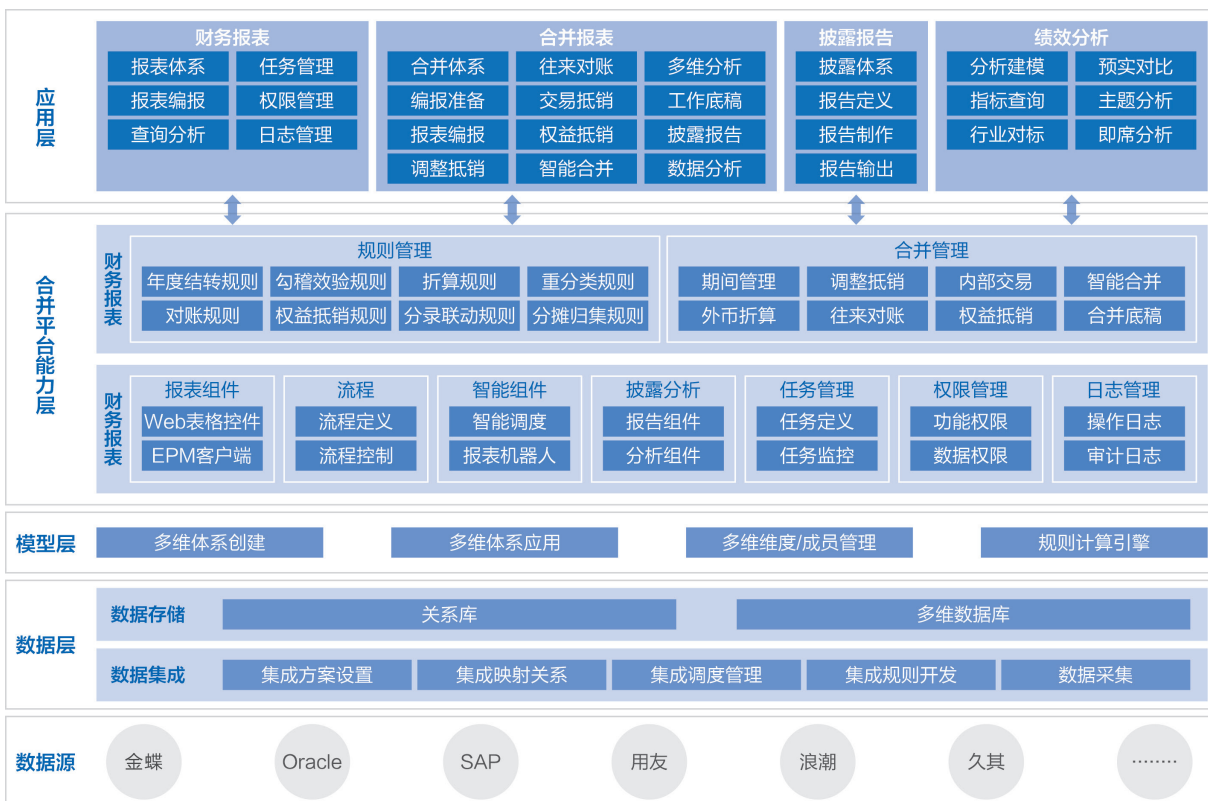 应用层
财务报表
报表体系 任务管理
报表编报 权限管理
查询分析 日志管理
合并报表
合并体系 往来对账 多维分析
编报准备 交易抵销 工作底稿
报表编报 权益抵销 披露报告
调整抵销 智能合并 数据分析
披露报告
披露体系
报告定义
报告制作
报告输出
绩效分析
分析建模 预实对比
指标查询 主题分析
行业对标 即席分析
合并平台能力层
财务报表
规则管理
年度结转规则 勾稽效验规则 折算规则 重分类规则
对账规则 权益抵销规则 分录联动规则 分摊归集规则
合并管理
期间管理 调整抵销 内部交易 智能合并
外币折算 往来对账 权益抵销 合并底稿
财务报表
报表组件
Web表格控件
EPM客户端
流程
流程定义
流程控制
智能组件
智能调度
报表机器人
披露分析
报告组件
分析组件
任务管理
任务定义
任务监控
权限管理
功能权限
数据权限
日志管理
操作日志
审计日志
模型层
多维体系创建 多维体系应用 多维维度/成员管理 规则计算引擎
数据层
数据存储 关系库 多维数据库
数据集成 集成方案设置 集成映射关系 集成调度管理 集成规则开发 数据采集
数据源
金蝶 Oracle SAP 用友 浪潮 久其 ········